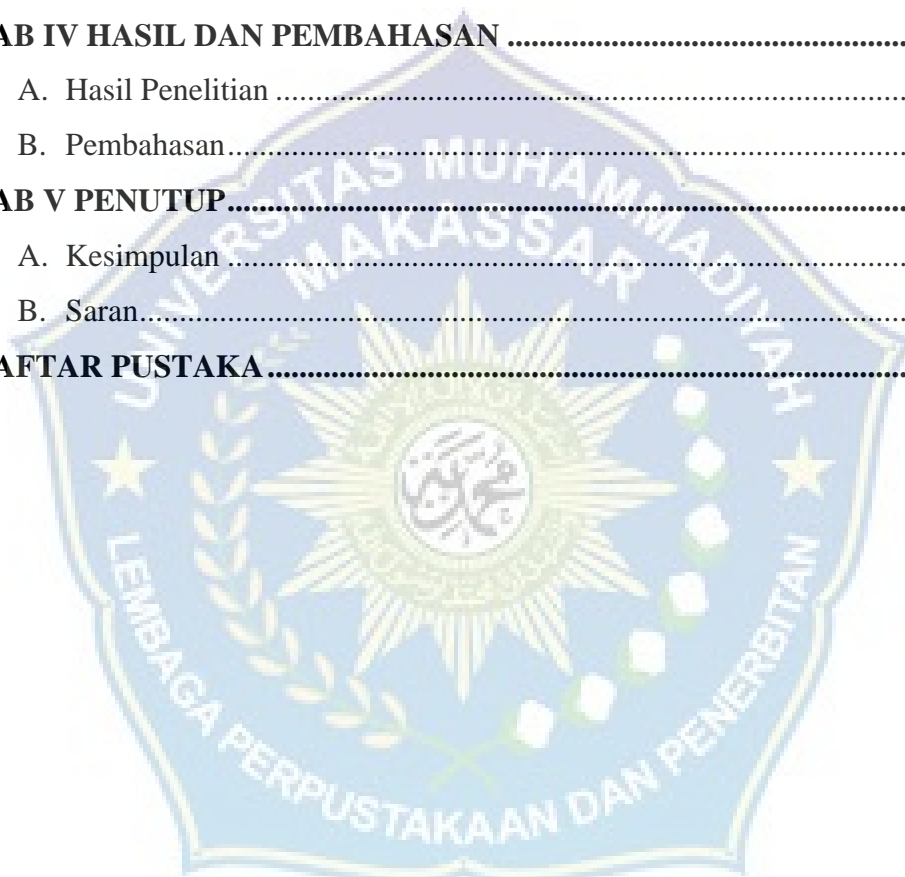 AB IV HASIL DAN PEMBAHASAN ..........................................................
A. Hasil Penelitian ..........................................................................................
B. Pembahasan................................................................................................
AB V PENUTUP..................................................................................................
A. Kesimpulan ................................................................................................
B. Saran...........................................................................................................
AFTAR PUSTAKA.............................................................................................
UNIVERSITAS MUHAMMADIYAH
MAKASSAR
LEMBAGA PERPUSTAKAAN DAN PENERBITAN